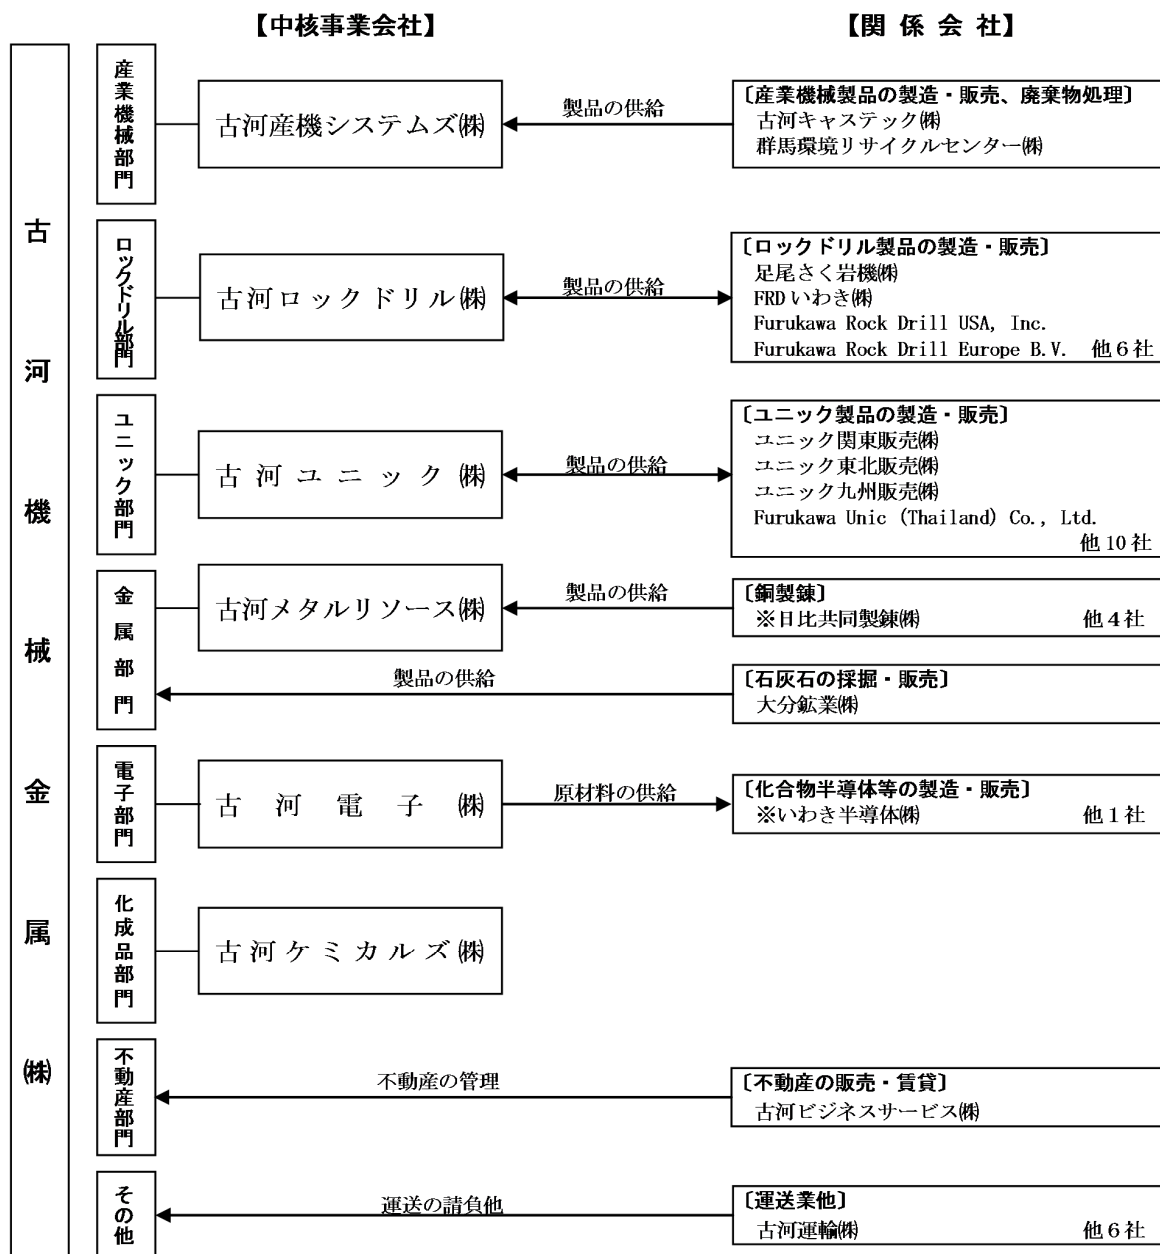 【中核事業会社】
【関 係 会 社】
古河機械金属㈱
産業機械部門
古河産機システムズ㈱
製品の供給
〔産業機械製品の製造・販売、廃棄物処理〕
古河キャステック㈱
群馬環境リサイクルセンター㈱
ロックドリル部門
古河ロックドリル㈱
製品の供給
〔ロックドリル製品の製造・販売〕
足尾さく岩機㈱
FRDいわき㈱
Furukawa Rock Drill USA, Inc.
Furukawa Rock Drill Europe B.V. 他6社
ユニック部門
古河ユニック㈱
製品の供給
〔ユニック製品の製造・販売〕
ユニック関東販売㈱
ユニック東北販売㈱
ユニック九州販売㈱
Furukawa Unic (Thailand) Co., Ltd.
他10社
金属部門
古河メタルリソース㈱
製品の供給
〔銅製錬〕
※日比共同製錬㈱ 他4社
製品の供給
〔石灰石の採掘・販売〕
大分鉱業㈱
電子部門
古河電子㈱
原材料の供給
〔化合物半導体等の製造・販売〕
※いわき半導体㈱ 他1社
化成品部門
古河ケミカルズ㈱
不動産部門
不動産の管理
〔不動産の販売・賃貸〕
古河ビジネスサービス㈱
その他
運送の請負他
〔運送業他〕
古河運輸㈱ 他6社